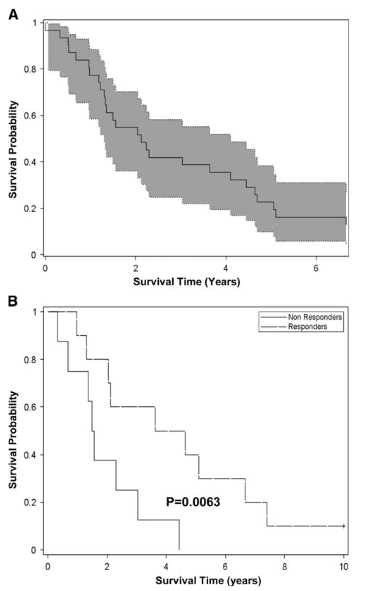 A
Survival Probability
1
0.8
0.6
0.4
0.2
0
0 2 4 6
Survival Time (Years)
B
Survival Probability
1
0.8
0.6
0.4
0.2
0
Non Responders
Responders
P=0.0063
0 2 4 6 8 10
Survival Time (years)